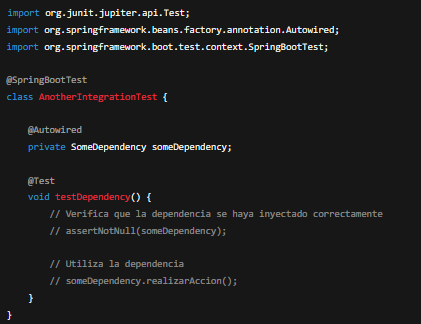 import org.junit.jupiter.api.Test;
import org.springframework.beans.factory.annotation.Autowired;
import org.springframework.boot.test.context.SpringBootTest;
@SpringBootTest
class AnotherIntegrationTest {
@Autowired
private SomeDependency someDependency;
@Test
void testDependency() {
// Verifica que la dependencia se haya inyectado correctamente
// assertNotNull(someDependency);
// Utiliza la dependencia
// someDependency.realizarAccion();
}
}